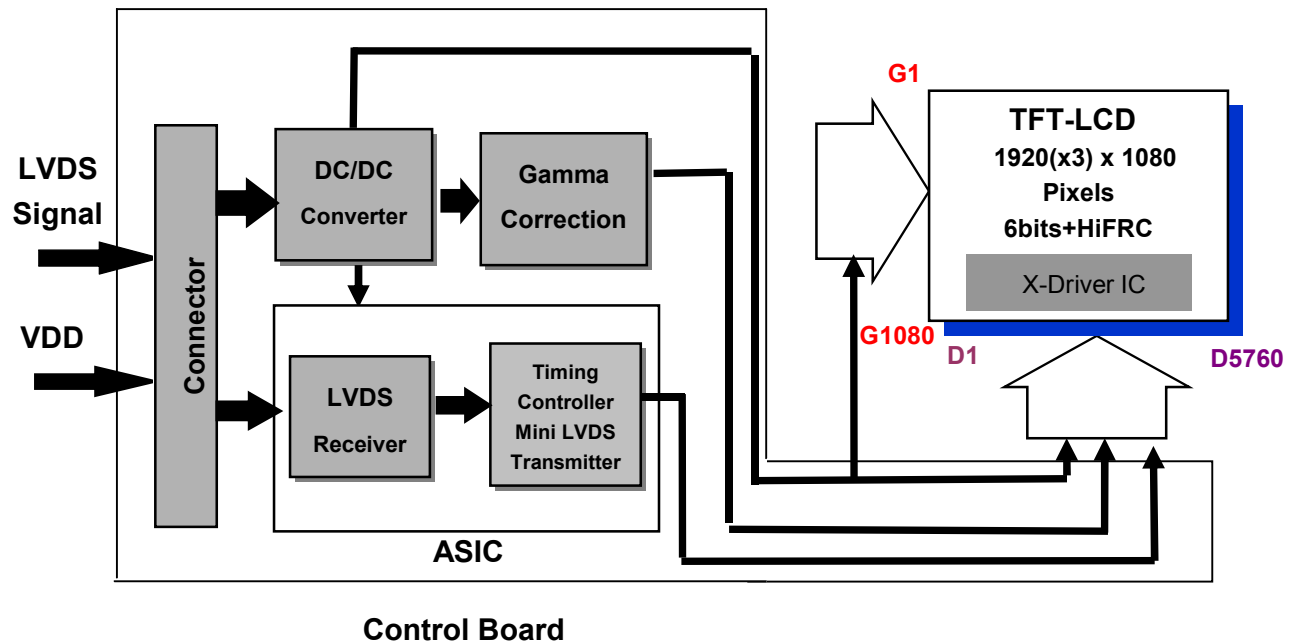 LVDS
Signal
VDD
Connector
DC/DC
Converter
Gamma
Correction
LVDS
Receiver
Timing
Controller
Mini LVDS
Transmitter
ASIC
Control Board
G1
G1080
TFT-LCD
1920(x3) x 1080
Pixels
6bits+HiFRC
X-Driver IC
D1
D5760